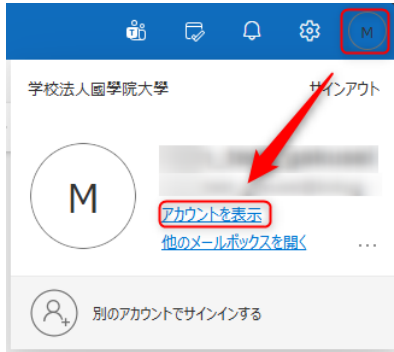 M
学校法人國學院大學
サインアウト
M
アカウントを表示
他のメールボックスを開く
...
別のアカウントでサインインする